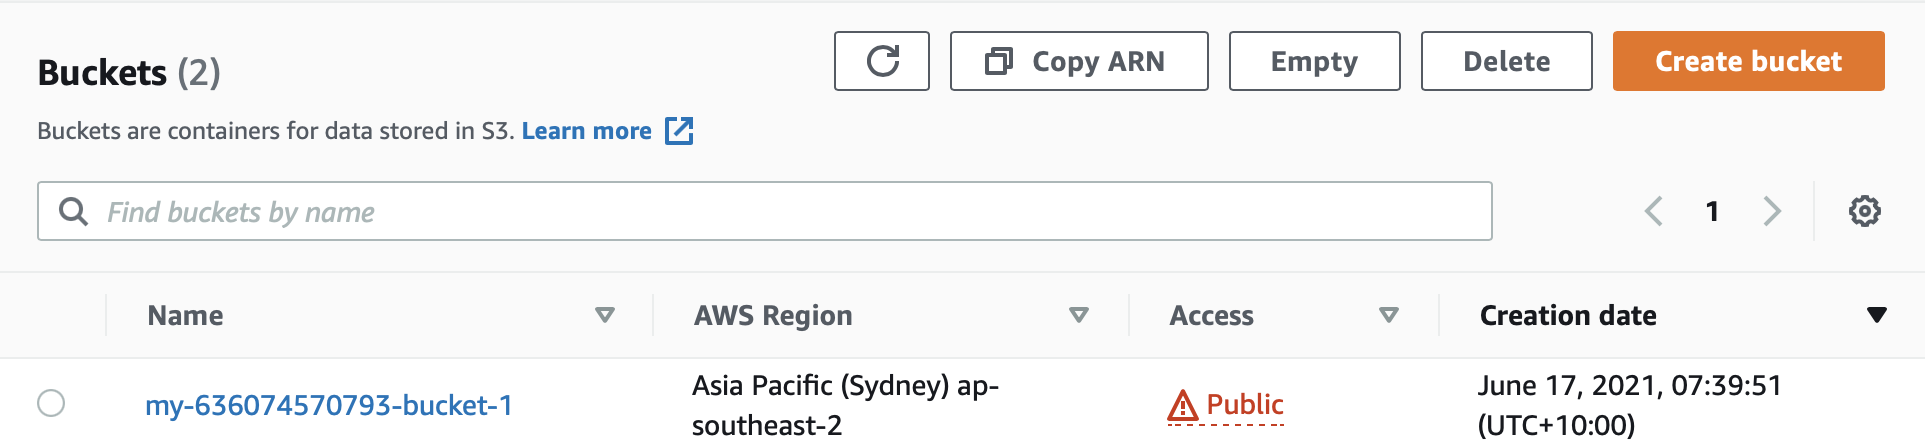 Buckets (2)
Copy ARN
Empty
Delete
Create bucket
Buckets are containers for data stored in S3. Learn more
Find buckets by name
1
Name
AWS Region
Access
Creation date
my-636074570793-bucket-1
Asia Pacific (Sydney) ap-
southeast-2
Public
June 17, 2021, 07:39:51
(UTC+10:00)